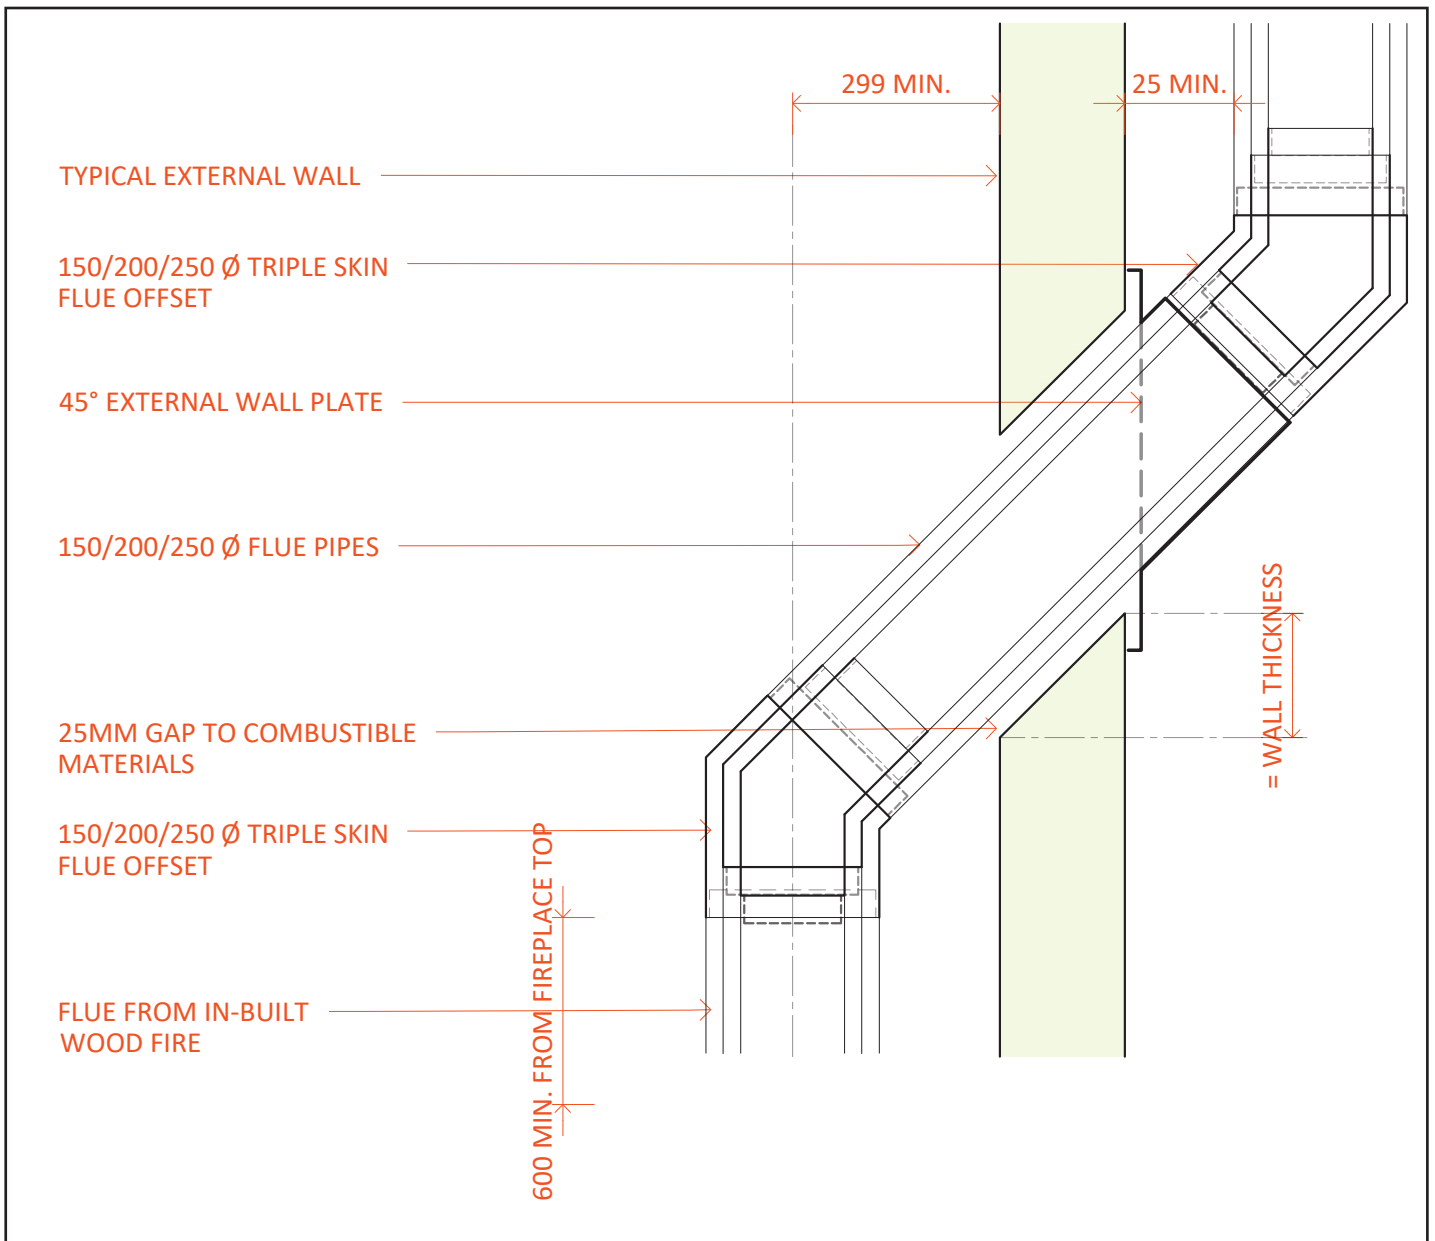 299 MIN.
25 MIN.
TYPICAL EXTERNAL WALL
150/200/250 Ø TRIPLE SKIN
FLUE OFFSET
45° EXTERNAL WALL PLATE
150/200/250 Ø FLUE PIPES
= WALL THICKNESS
25MM GAP TO COMBUSTIBLE
MATERIALS
150/200/250 Ø TRIPLE SKIN
FLUE OFFSET
600 MIN. FROM FIREPLACE TOP
FLUE FROM IN-BUILT
WOOD FIRE